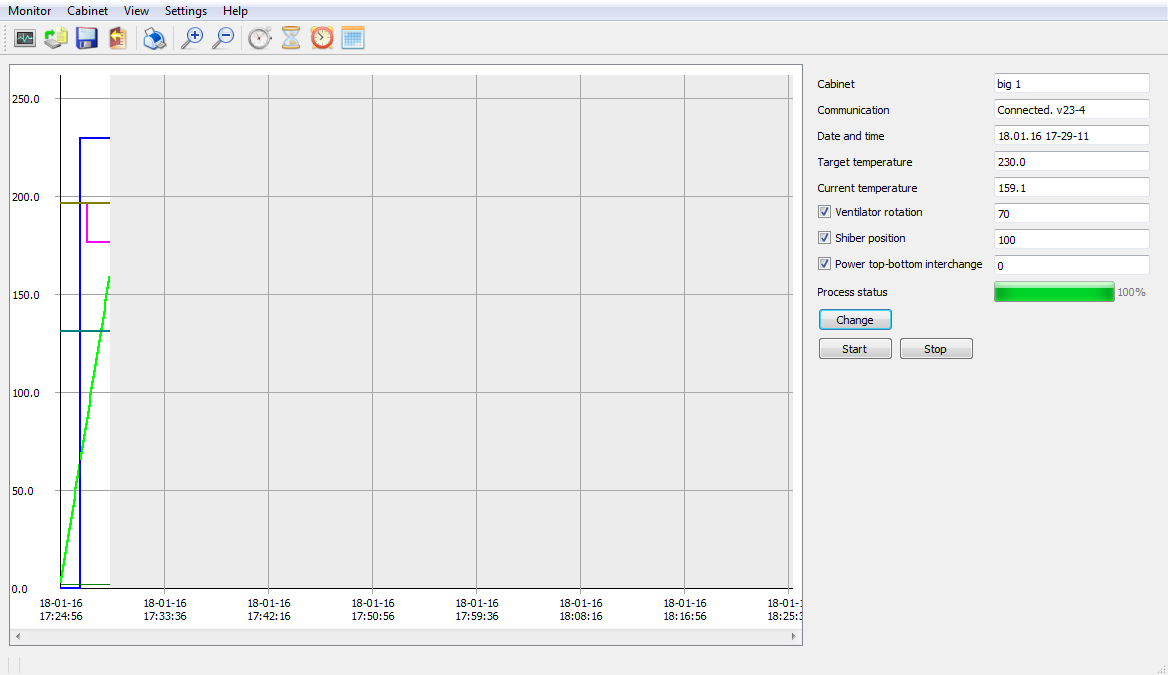 Monitor Cabinet View Settings Help
250.0
200.0
150.0
100.0
50.0
0.0
18-01-16 18-01-16 18-01-16 18-01-16 18-01-16 18-01-16 18-01-16 18-01-1
17:24:56 17:33:36 17:42:16 17:50:56 17:59:36 18:08:16 18:16:56 18:25:3
Cabinet big 1
Communication Connected. v23-4
Date and time 18.01.16 17-29-11
Target temperature 230.0
Current temperature 159.1
Ventilator rotation 70
Shiber position 100
Power top-bottom interchange 0
Process status 100%
Change
Start Stop